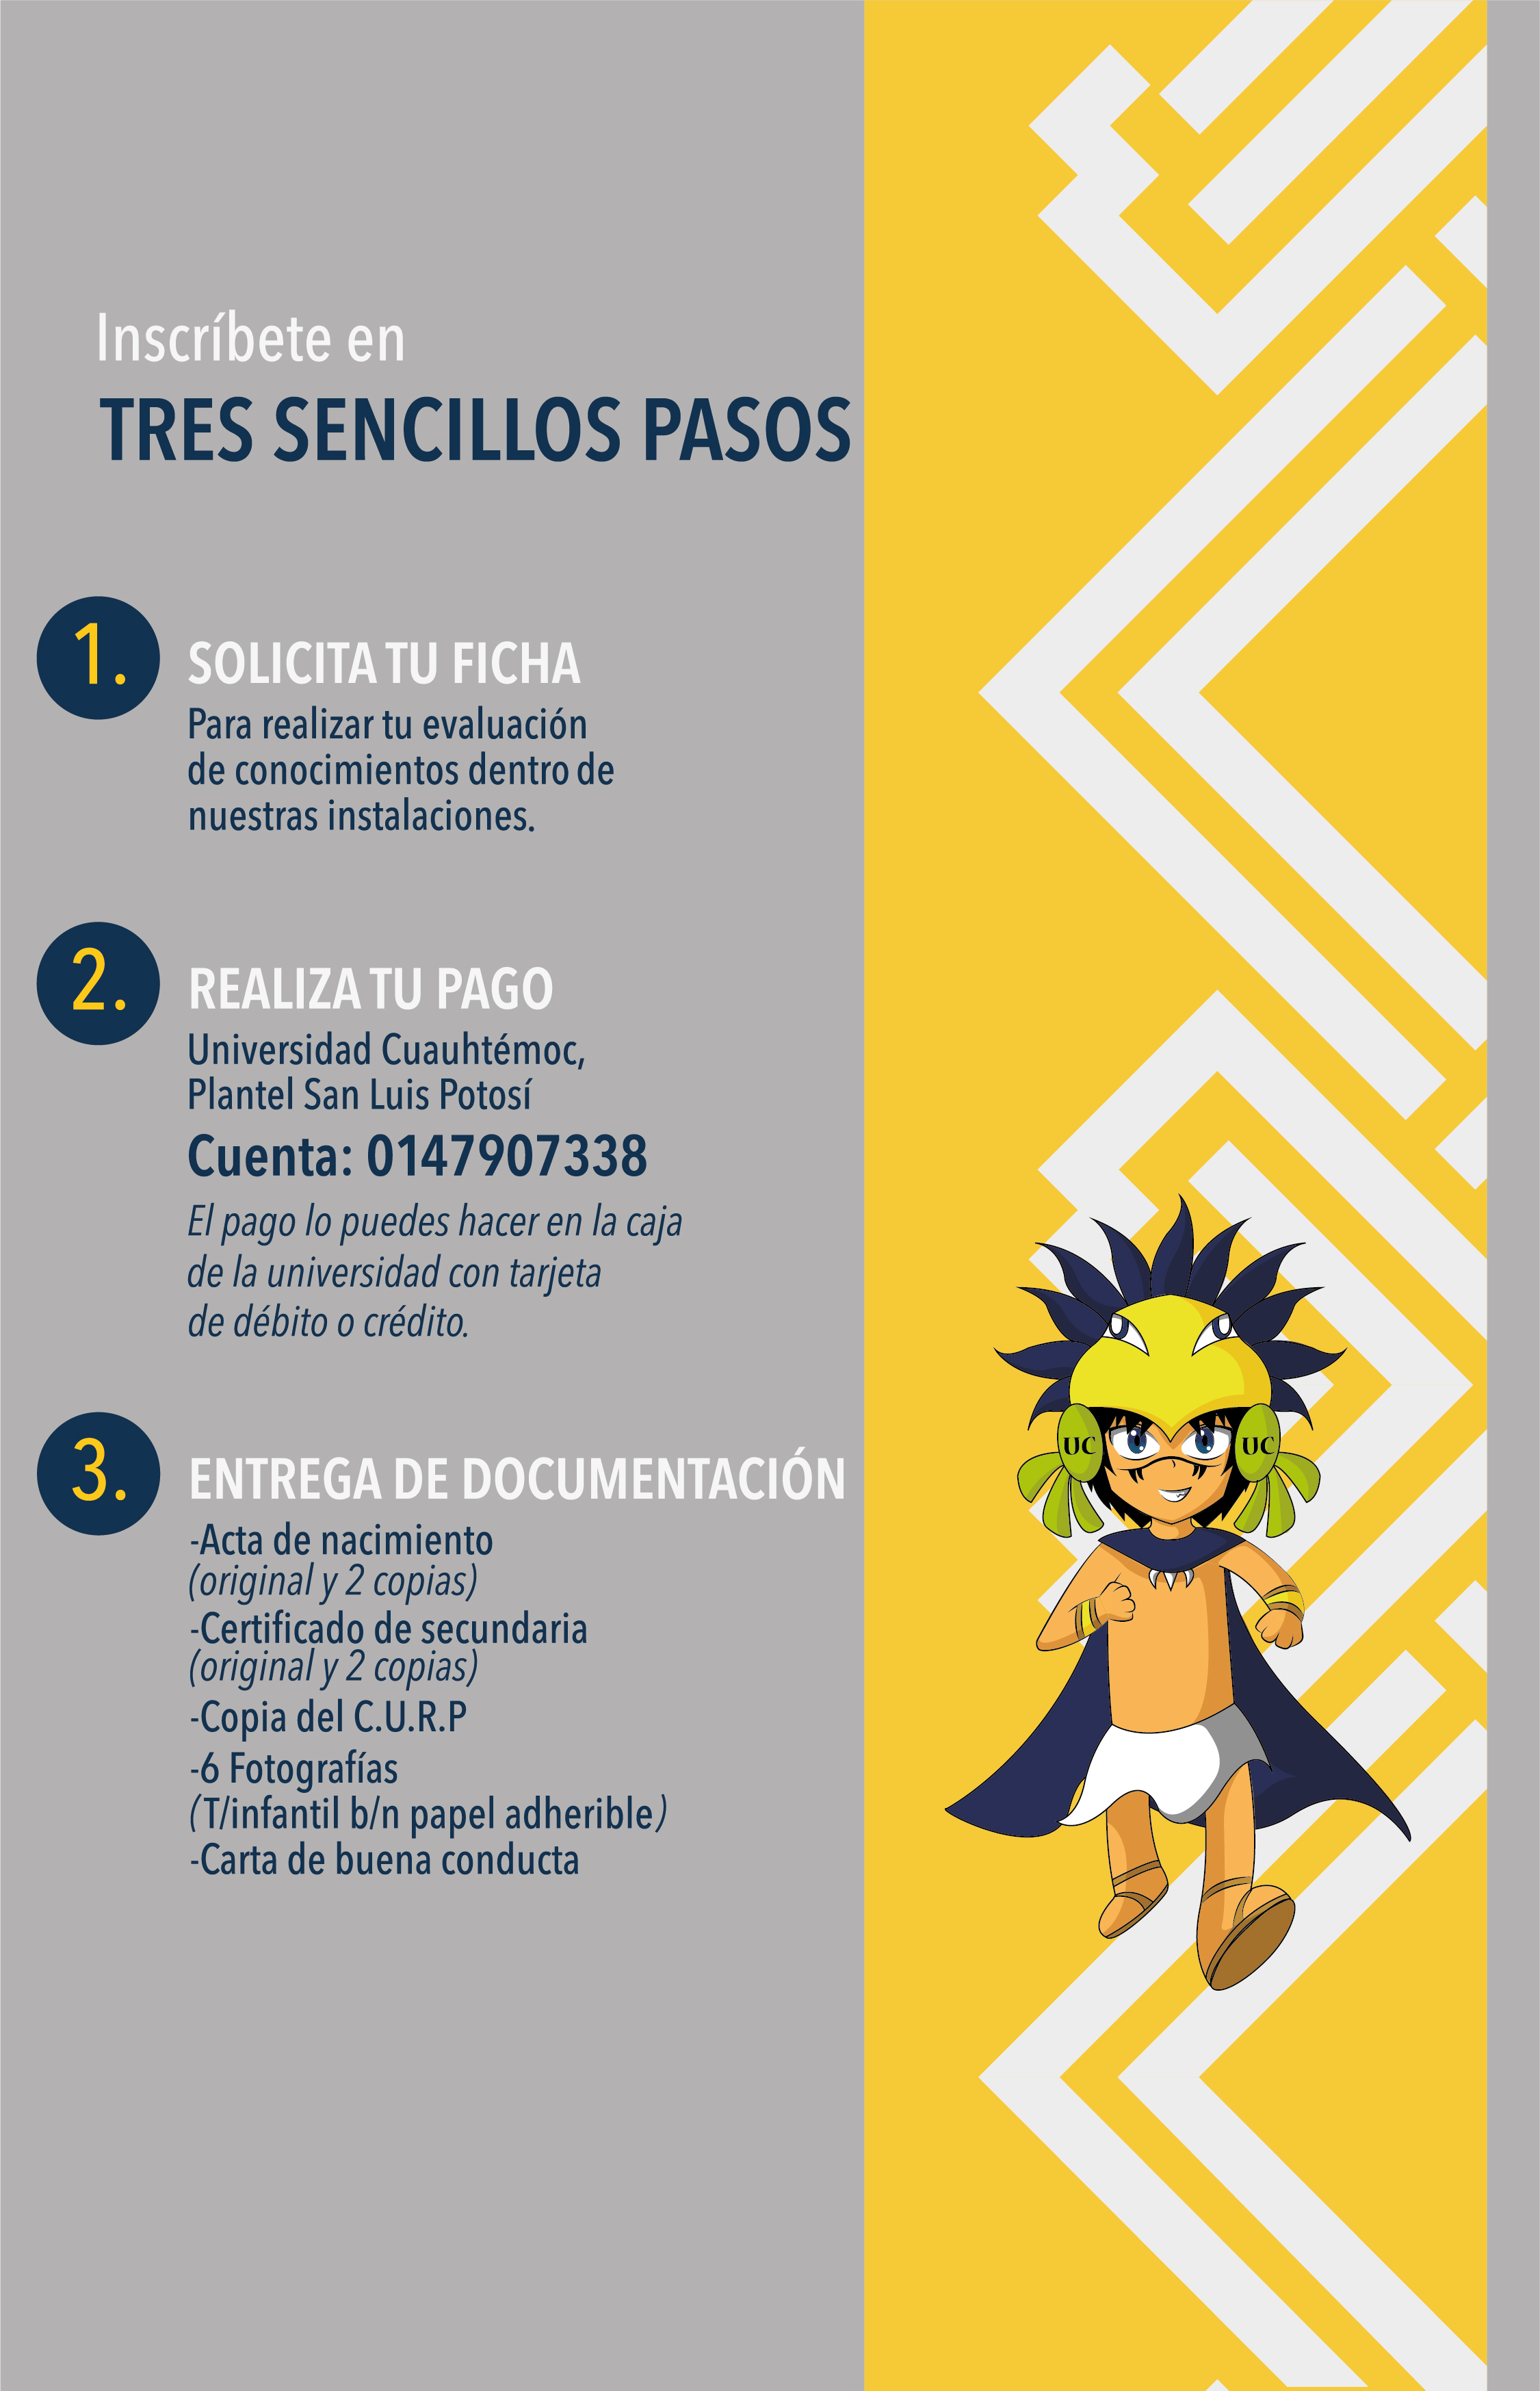 Inscríbete en
TRES SENCILLOS PASOS
1.
SOLICITA TU FICHA
Para realizar tu evaluación
de conocimientos dentro de
nuestras instalaciones.
2.
REALIZA TU PAGO
Universidad Cuauhtémoc,
Plantel San Luis Potosí
Cuenta: 0147907338
El pago lo puedes hacer en la caja
de la universidad con tarjeta
de débito o crédito.
3.
ENTREGA DE DOCUMENTACIÓN
-Acta de nacimiento
(original y 2 copias)
-Certificado de secundaria
(original y 2 copias)
-Copia del C.U.R.P
-6 Fotografías
(T/infantil b/n papel adherible)
-Carta de buena conducta
UC
UC